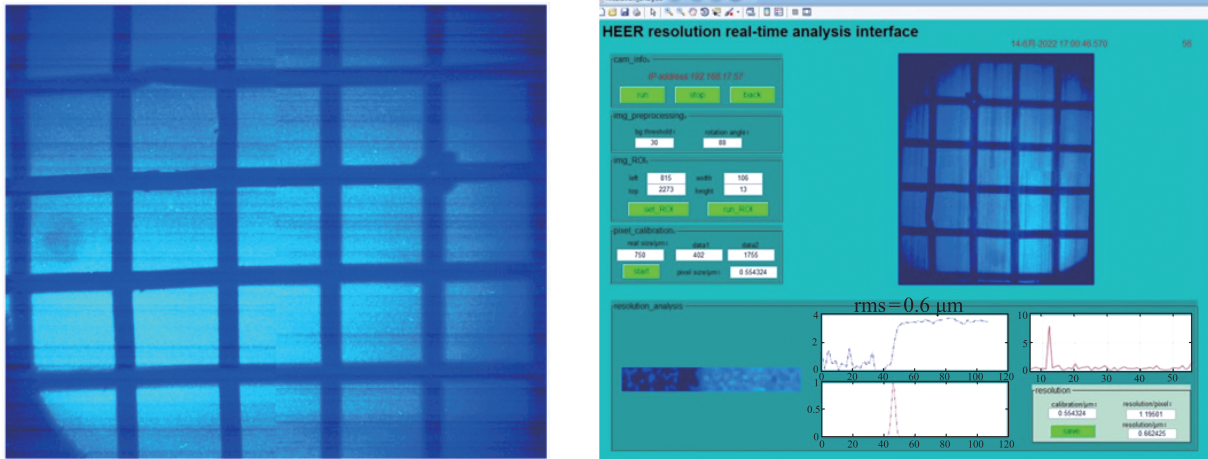 HEER resolution real-time analysis interface
14-6月-2022 17:00:46.570
56
cam_info
IP address:192.168.17.57
run stop back
img_preprocessing
bg threshold: rotation angle:
30 88
img_ROI
left 815 width 106
top 2273 height 13
set_ROI run_ROI
pixel_calibration
real size/μm: data1 data2
750 402 1755
start pixel size/μm: 0.554324
resolution_analysis
rms=0.6 μm
4
2
0
0 20 40 60 80 100 120
10
5
0
10 20 30 40 50
1
0.5
0
0 20 40 60 80 100 120
resolution
calibration/μm: resolution/pixel:
0.554324 1.19501
save resolution/μm:
0.662425